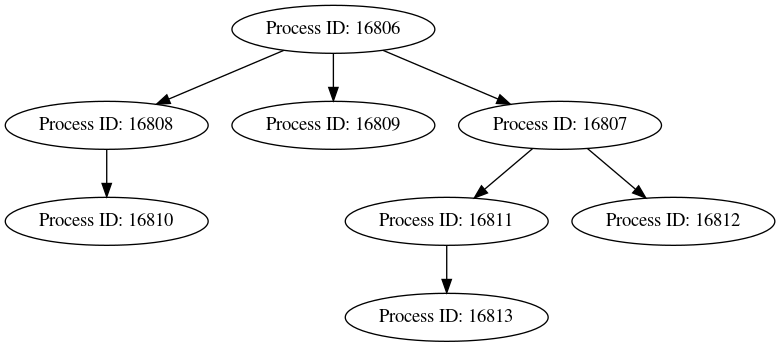 Process ID: 16806
Process ID: 16808
Process ID: 16809
Process ID: 16807
Process ID: 16810
Process ID: 16811
Process ID: 16812
Process ID: 16813